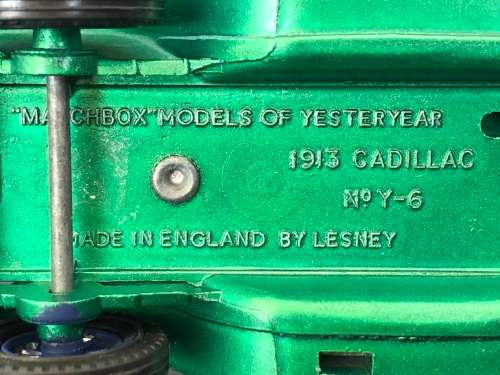 "MATCHBOX" MODELS OF YESTERYEAR
1913 CADILLAC
Nº Y-6
MADE IN ENGLAND BY LESNEY